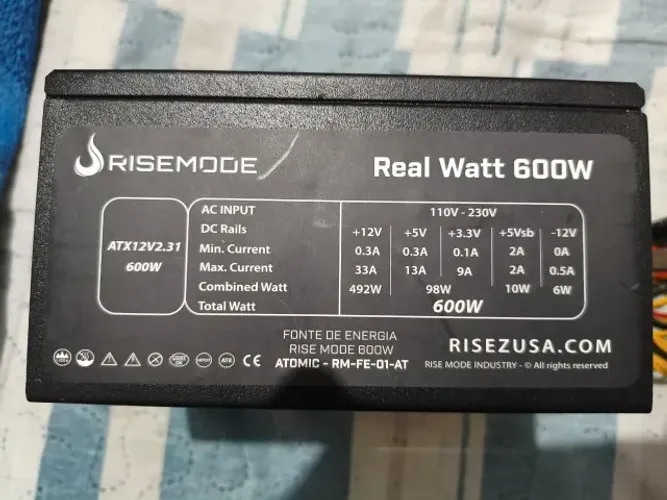 RISEMODE
Real Watt 600W
ATX12V2.31
600W
AC INPUT 110V - 230V
DC Rails +12V +5V +3.3V +5Vsb -12V
Min. Current 0.3A 0.3A 0.1A 2A 0A
Max. Current 33A 13A 9A 2A 0.5A
Combined Watt 492W 98W 10W 6W
Total Watt 600W
FONTE DE ENERGIA
RISE MODE 600W
ATOMIC - RM-FE-01-AT
CE
RISEZUSA.COM
RISE MODE INDUSTRY - © All rights reserved